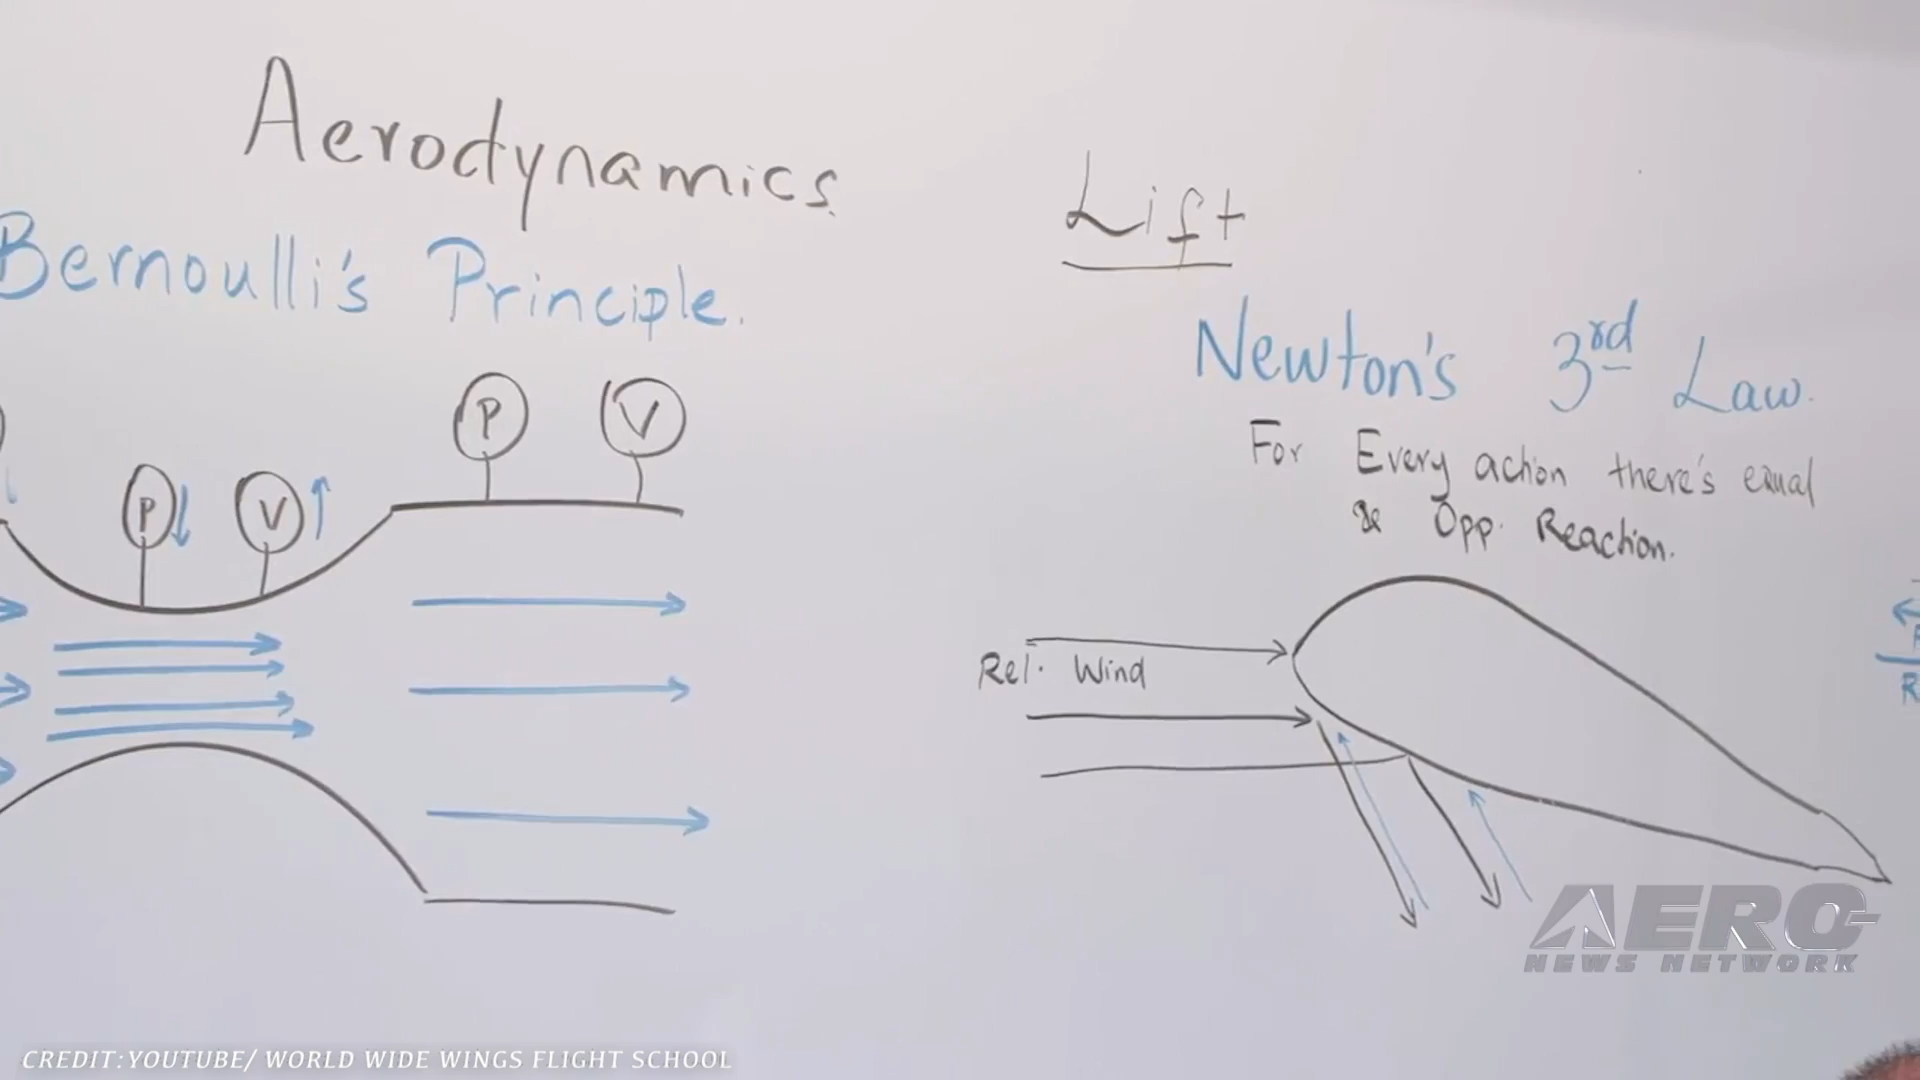 Aerodynamics.
Bernoulli's Principle.
P V
P V
Lift
Newton's 3rd Law.
For Every action there's equal
& Opp. Reaction.
Rel. Wind
R
AERO-
NEWS NETWORK
CREDIT: YOUTUBE/ WORLD WIDE WINGS FLIGHT SCHOOL